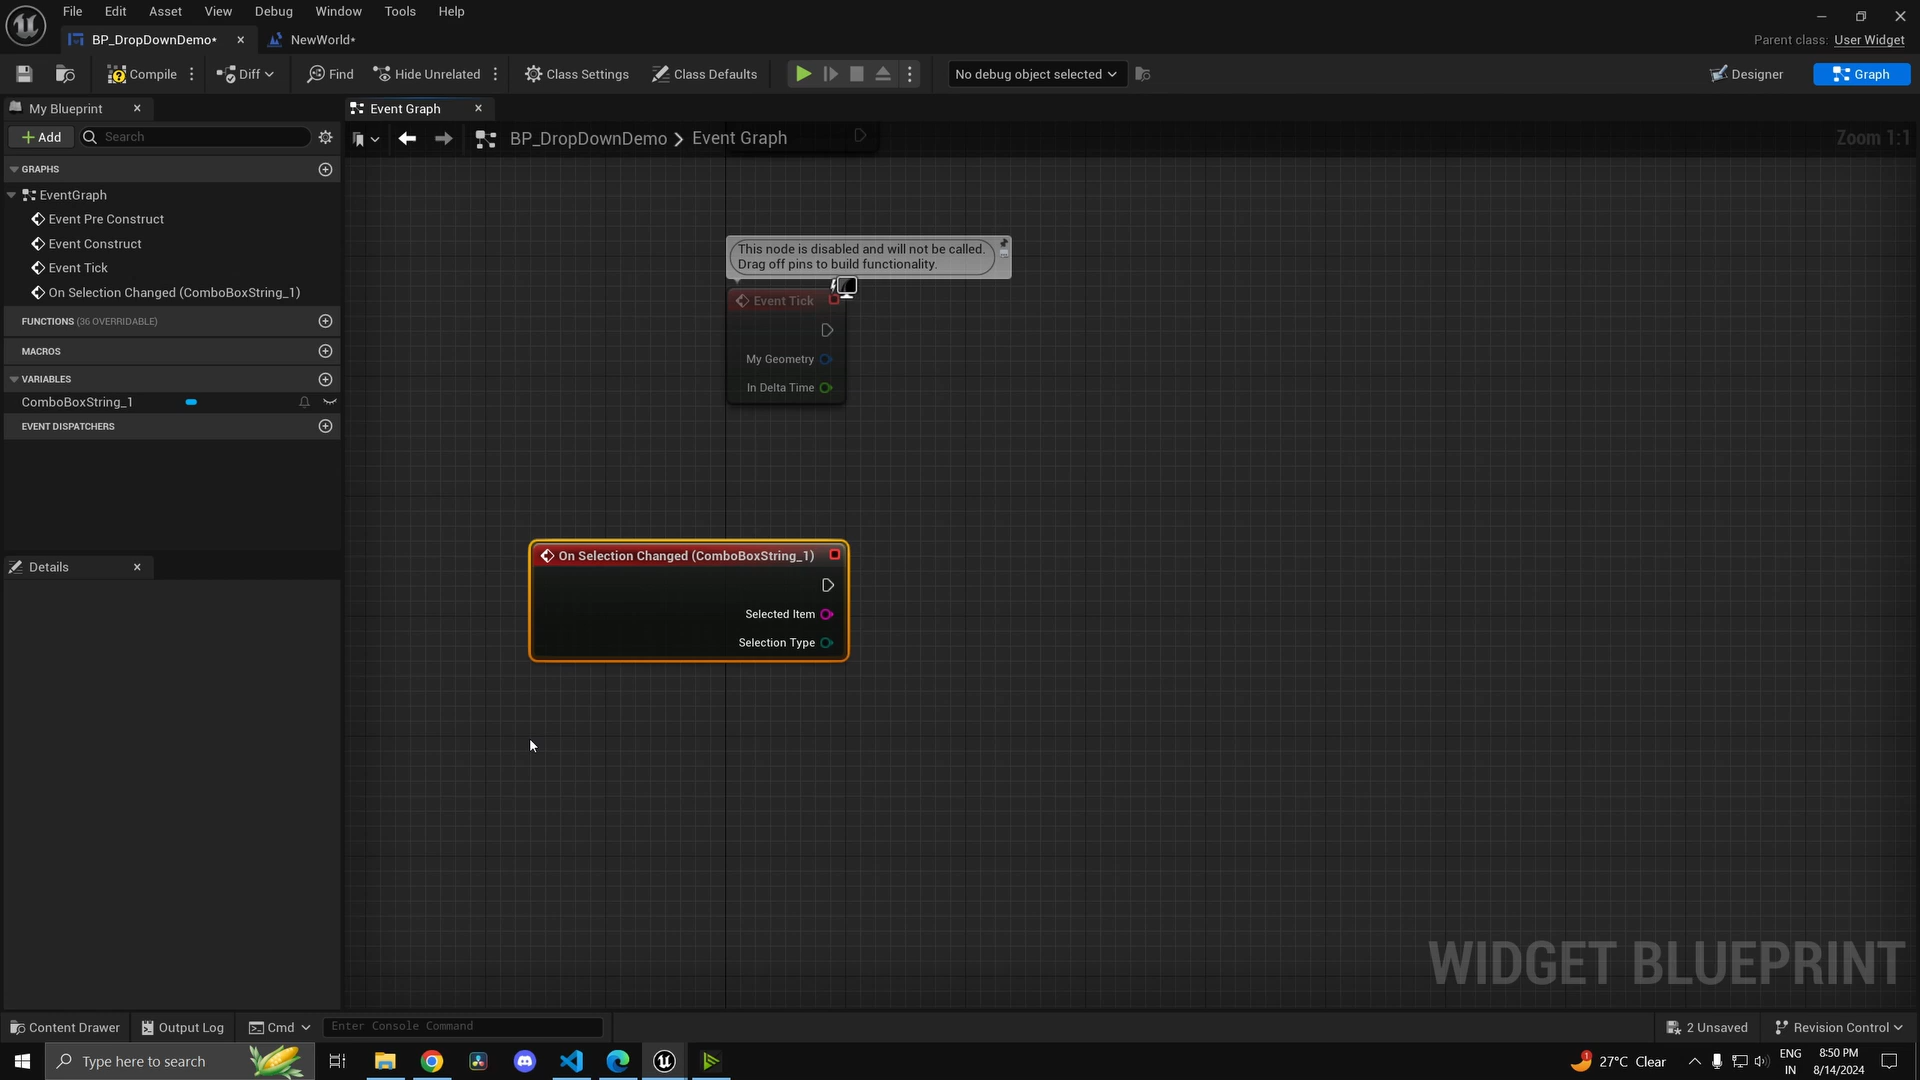 File Edit Asset View Debug Window Tools Help
BP_DropDownDemo* NewWorld* Parent class: User Widget
Compile Diff Find Hide Unrelated Class Settings Class Defaults No debug object selected Designer Graph
My Blueprint Event Graph
Add Search BP_DropDownDemo > Event Graph Zoom 1:1
GRAPHS
EventGraph
Event Pre Construct
Event Construct
Event Tick
On Selection Changed (ComboBoxString_1)
FUNCTIONS (36 OVERRIDABLE)
MACROS
VARIABLES
ComboBoxString_1
EVENT DISPATCHERS
Details
This node is disabled and will not be called.
Drag off pins to build functionality.
Event Tick
My Geometry
In Delta Time
On Selection Changed (ComboBoxString_1)
Selected Item
Selection Type
WIDGET BLUEPRINT
Content Drawer Output Log Cmd Enter Console Command 2 Unsaved Revision Control
Type here to search 1 27°C Clear ENG IN 8:50 PM 8/14/2024